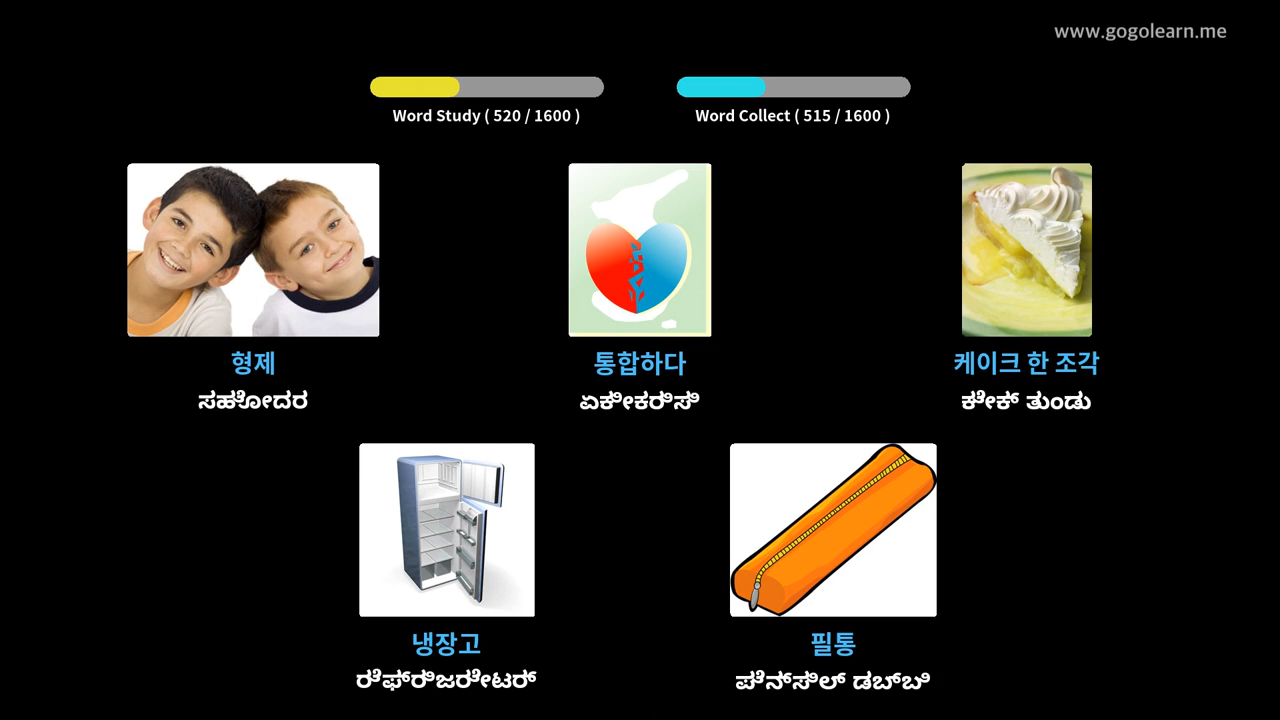 www.gogolearn.me
Word Study ( 520 / 1600 )
Word Collect ( 515 / 1600 )
형제
ಸಹೋದರ
통합하다
ಏಕೀಕರಿಸಿ
케이크 한 조각
ಕೇಕ್ ತುಂಡು
냉장고
ರೆಫ್ರಿಜರೇಟರ್
필통
ಪೆನ್ಸಿಲ್ ಡಬ್ಬಿ